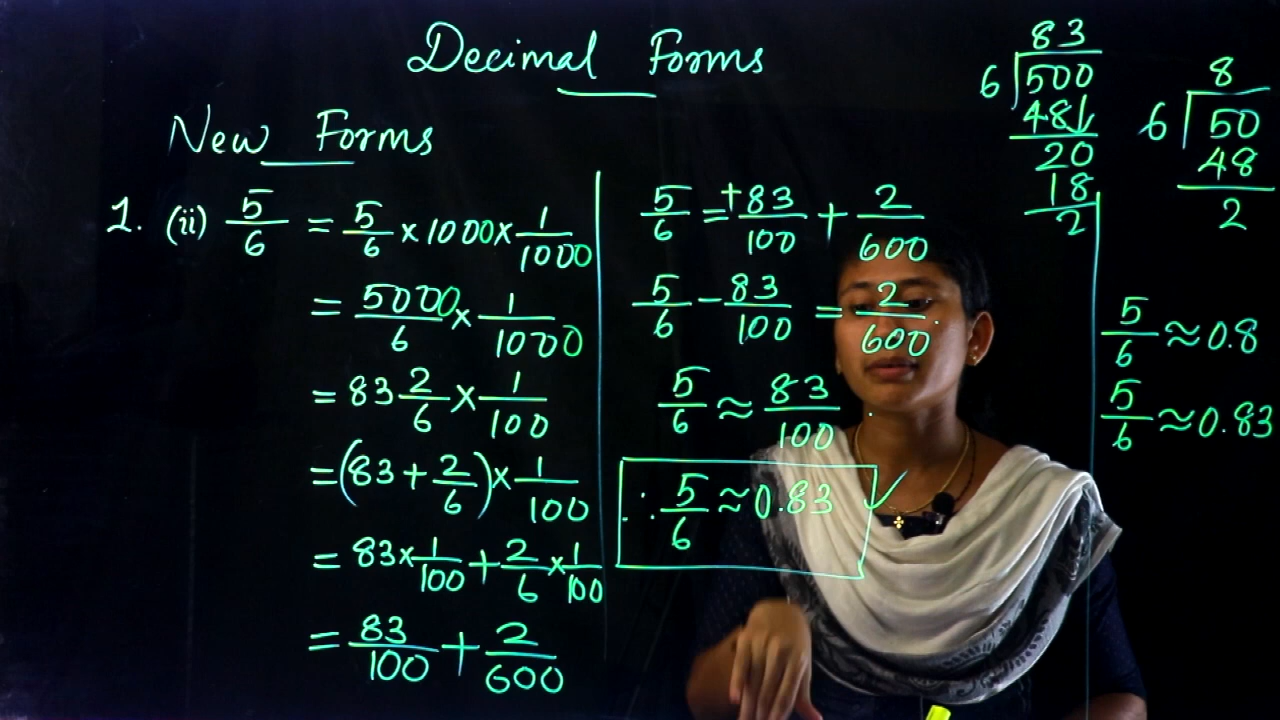 Decimal Forms
New Forms
1. (ii) 5/6 = 5/6 × 1000 × 1/1000
= 5000/6 × 1/1000
= 83 2/6 × 1/100
= (83 + 2/6) × 1/100
= 83 × 1/100 + 2/6 × 1/100
= 83/100 + 2/600
5/6 = +83/100 + 2/600
5/6 - 83/100 = 2/600
5/6 ≈ 83/100
∴ 5/6 ≈ 0.83 ✓
83
6 ) 500
48↓
20
18
2
8
6 ) 50
48
2
5/6 ≈ 0.8
5/6 ≈ 0.83